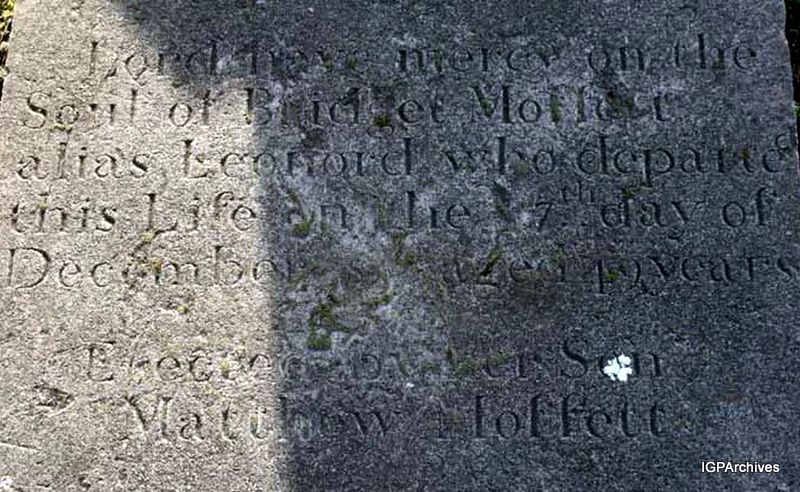 Lord have mercy on the
Soul of Bridget Moffett
alias Leonord who departed
this Life on the 7th day of
December aged years
Erected by her Son
Matthew Moffett
IGPArchives